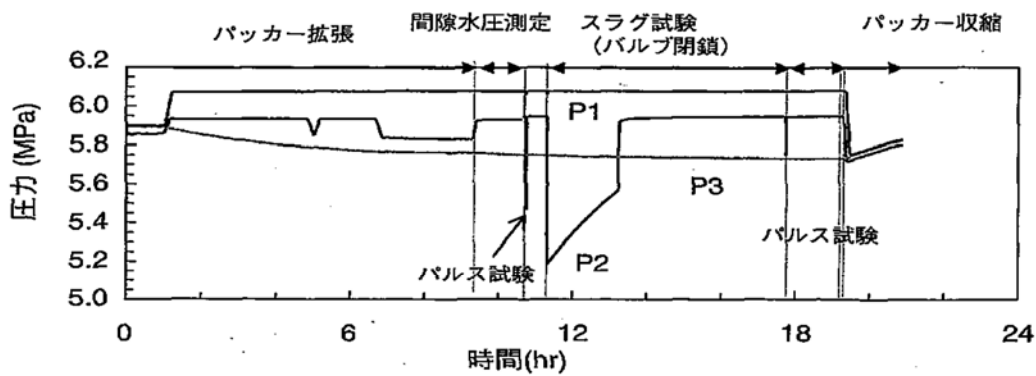 パッカー拡張
間隙水圧測定
スラグ試験
(バルブ閉鎖)
パッカー収縮
圧力 (MPa)
6.2
6.0
5.8
5.6
5.4
5.2
5.0
P1
P3
P2
パルス試験
パルス試験
0
6
12
18
24
時間(hr)